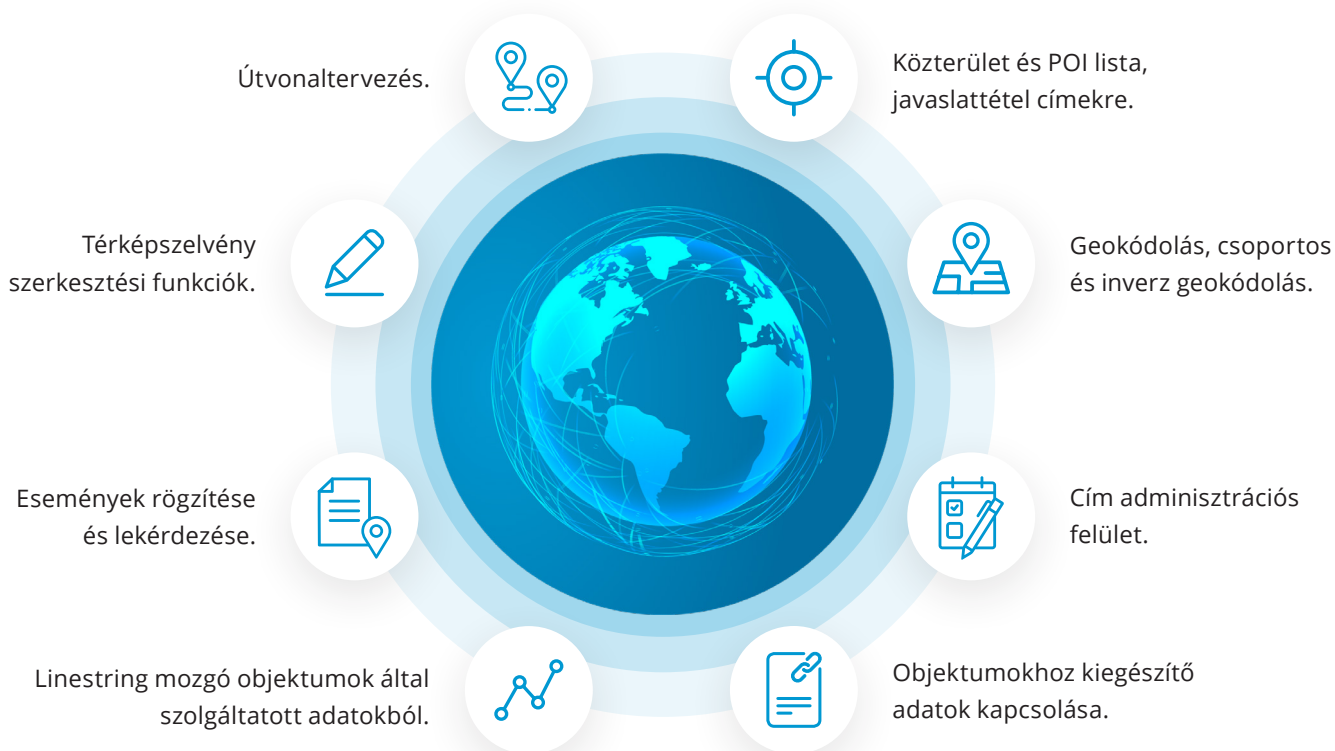 Útvonaltervezés.
Közterület és POI lista,
javaslattétel címekre.
Térképszelvény
szerkesztési funkciók.
Geokódolás, csoportos
és inverz geokódolás.
Események rögzítése
és lekérdezése.
Cím adminisztrációs
felület.
Linestring mozgó objektumok által
szolgáltatott adatokból.
Objektumokhoz kiegészítő
adatok kapcsolása.